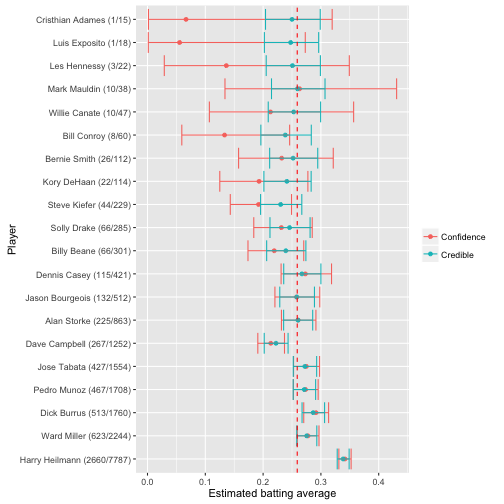 Cristhian Adames (1/15)
Luis Exposito (1/18)
Les Hennessy (3/22)
Mark Mauldin (10/38)
Willie Canate (10/47)
Bill Conroy (8/60)
Bernie Smith (26/112)
Kory DeHaan (22/114)
Steve Kiefer (44/229)
Solly Drake (66/285)
Billy Beane (66/301)
Dennis Casey (115/421)
Jason Bourgeois (132/512)
Alan Storke (225/863)
Dave Campbell (267/1252)
Jose Tabata (427/1554)
Pedro Munoz (467/1708)
Dick Burrus (513/1760)
Ward Miller (623/2244)
Harry Heilmann (2660/7787)
Player
0.0 0.1 0.2 0.3 0.4
Estimated batting average
Confidence
Credible